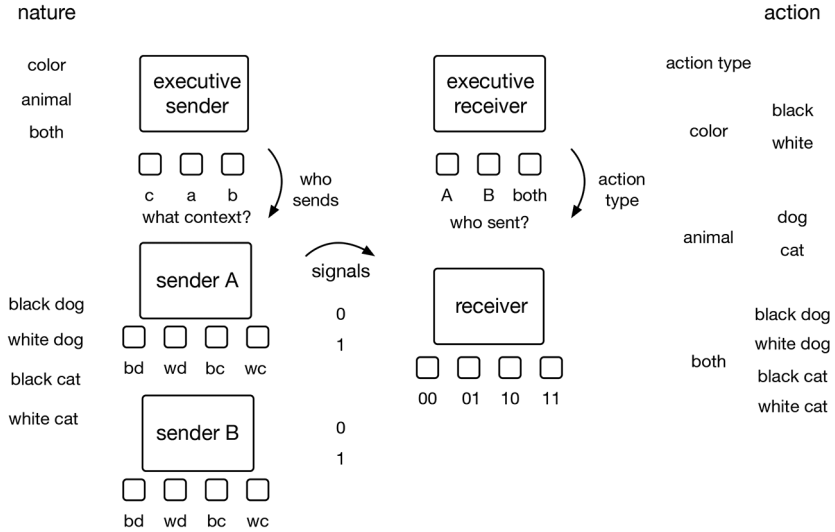 nature
action
color
animal
both
executive
sender
c a b
what context?
who
sends
executive
receiver
A B both
who sent?
action
type
action type
color
black
white
animal
dog
cat
both
black dog
white dog
black cat
white cat
black dog
white dog
black cat
white cat
sender A
bd wd bc wc
signals
0
1
receiver
00 01 10 11
sender B
bd wd bc wc
0
1